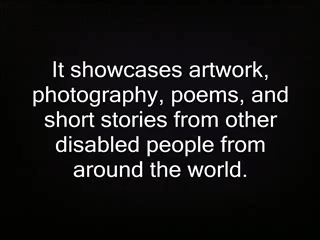 It showcases artwork,
photography, poems, and
short stories from other
disabled people from
around the world.